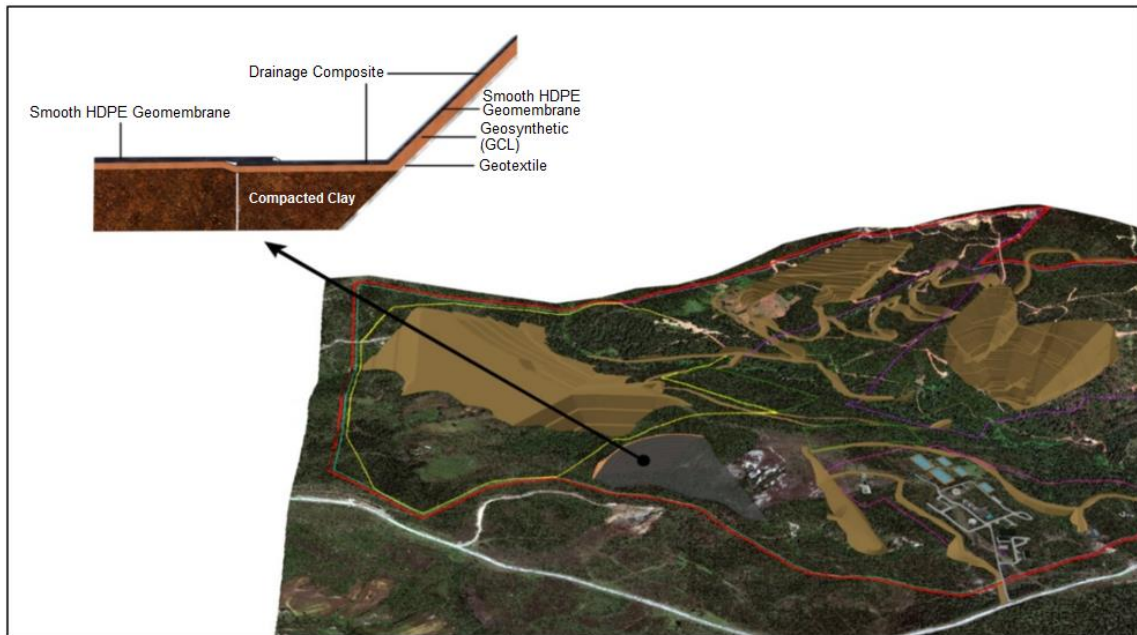 Drainage Composite
Smooth HDPE Geomembrane
Smooth HDPE
Geomembrane
Geosynthetic
(GCL)
Geotextile
Compacted Clay